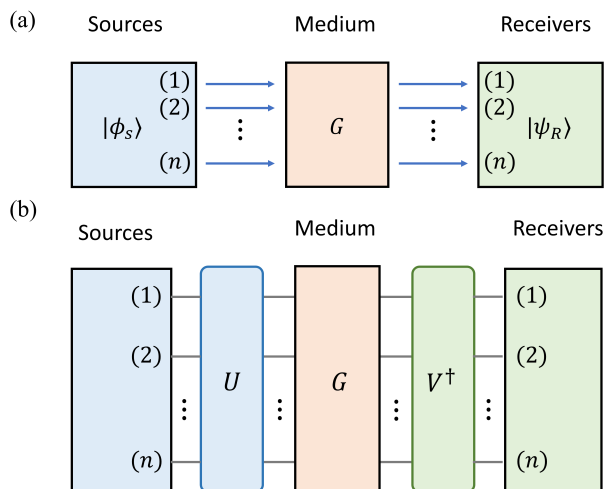 (a)
Sources Medium Receivers
(1) (1)
(2) (2)
|ϕ_s⟩ ⋮ G ⋮ |ψ_R⟩
(n) (n)
(b)
Sources Medium Receivers
(1) (1)
(2) (2)
U G V†
⋮ ⋮ ⋮ ⋮
(n) (n)